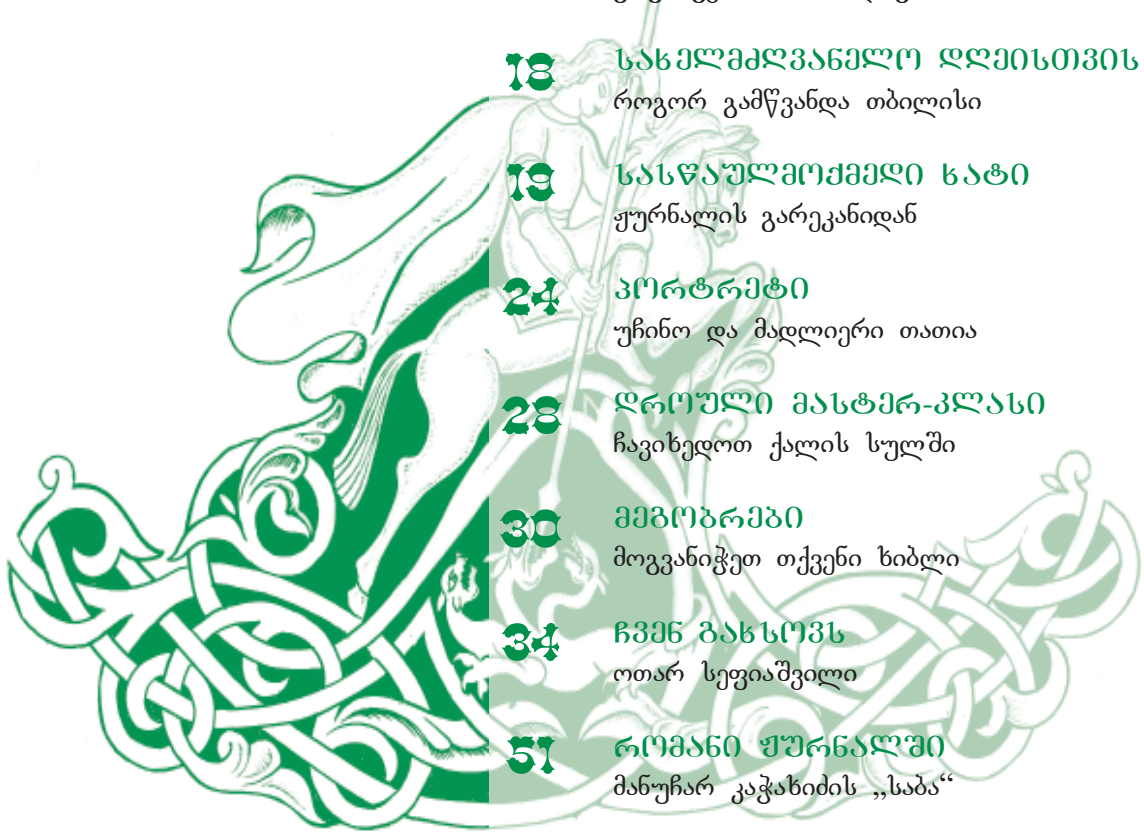 18 სახელმძღვანელო დღეისთვის
როგორ გამწვანდა თბილისი
19 სასწაულმოქმედი ხატი
ჟურნალის გარეკანიდან
24 პორტრეტი
უჩინო და მადლიერი თათია
28 დროული მასტერ-კლასი
ჩავიხედოთ ქალის სულში
30 მეგობრები
მოგვანიჭეთ თქვენი ხიბლი
34 ჩვენ გახსოვს
ოთარ სეფიაშვილი
57 რომანი ჟურნალში
მანუჩარ კაჭახიძის „საბა“